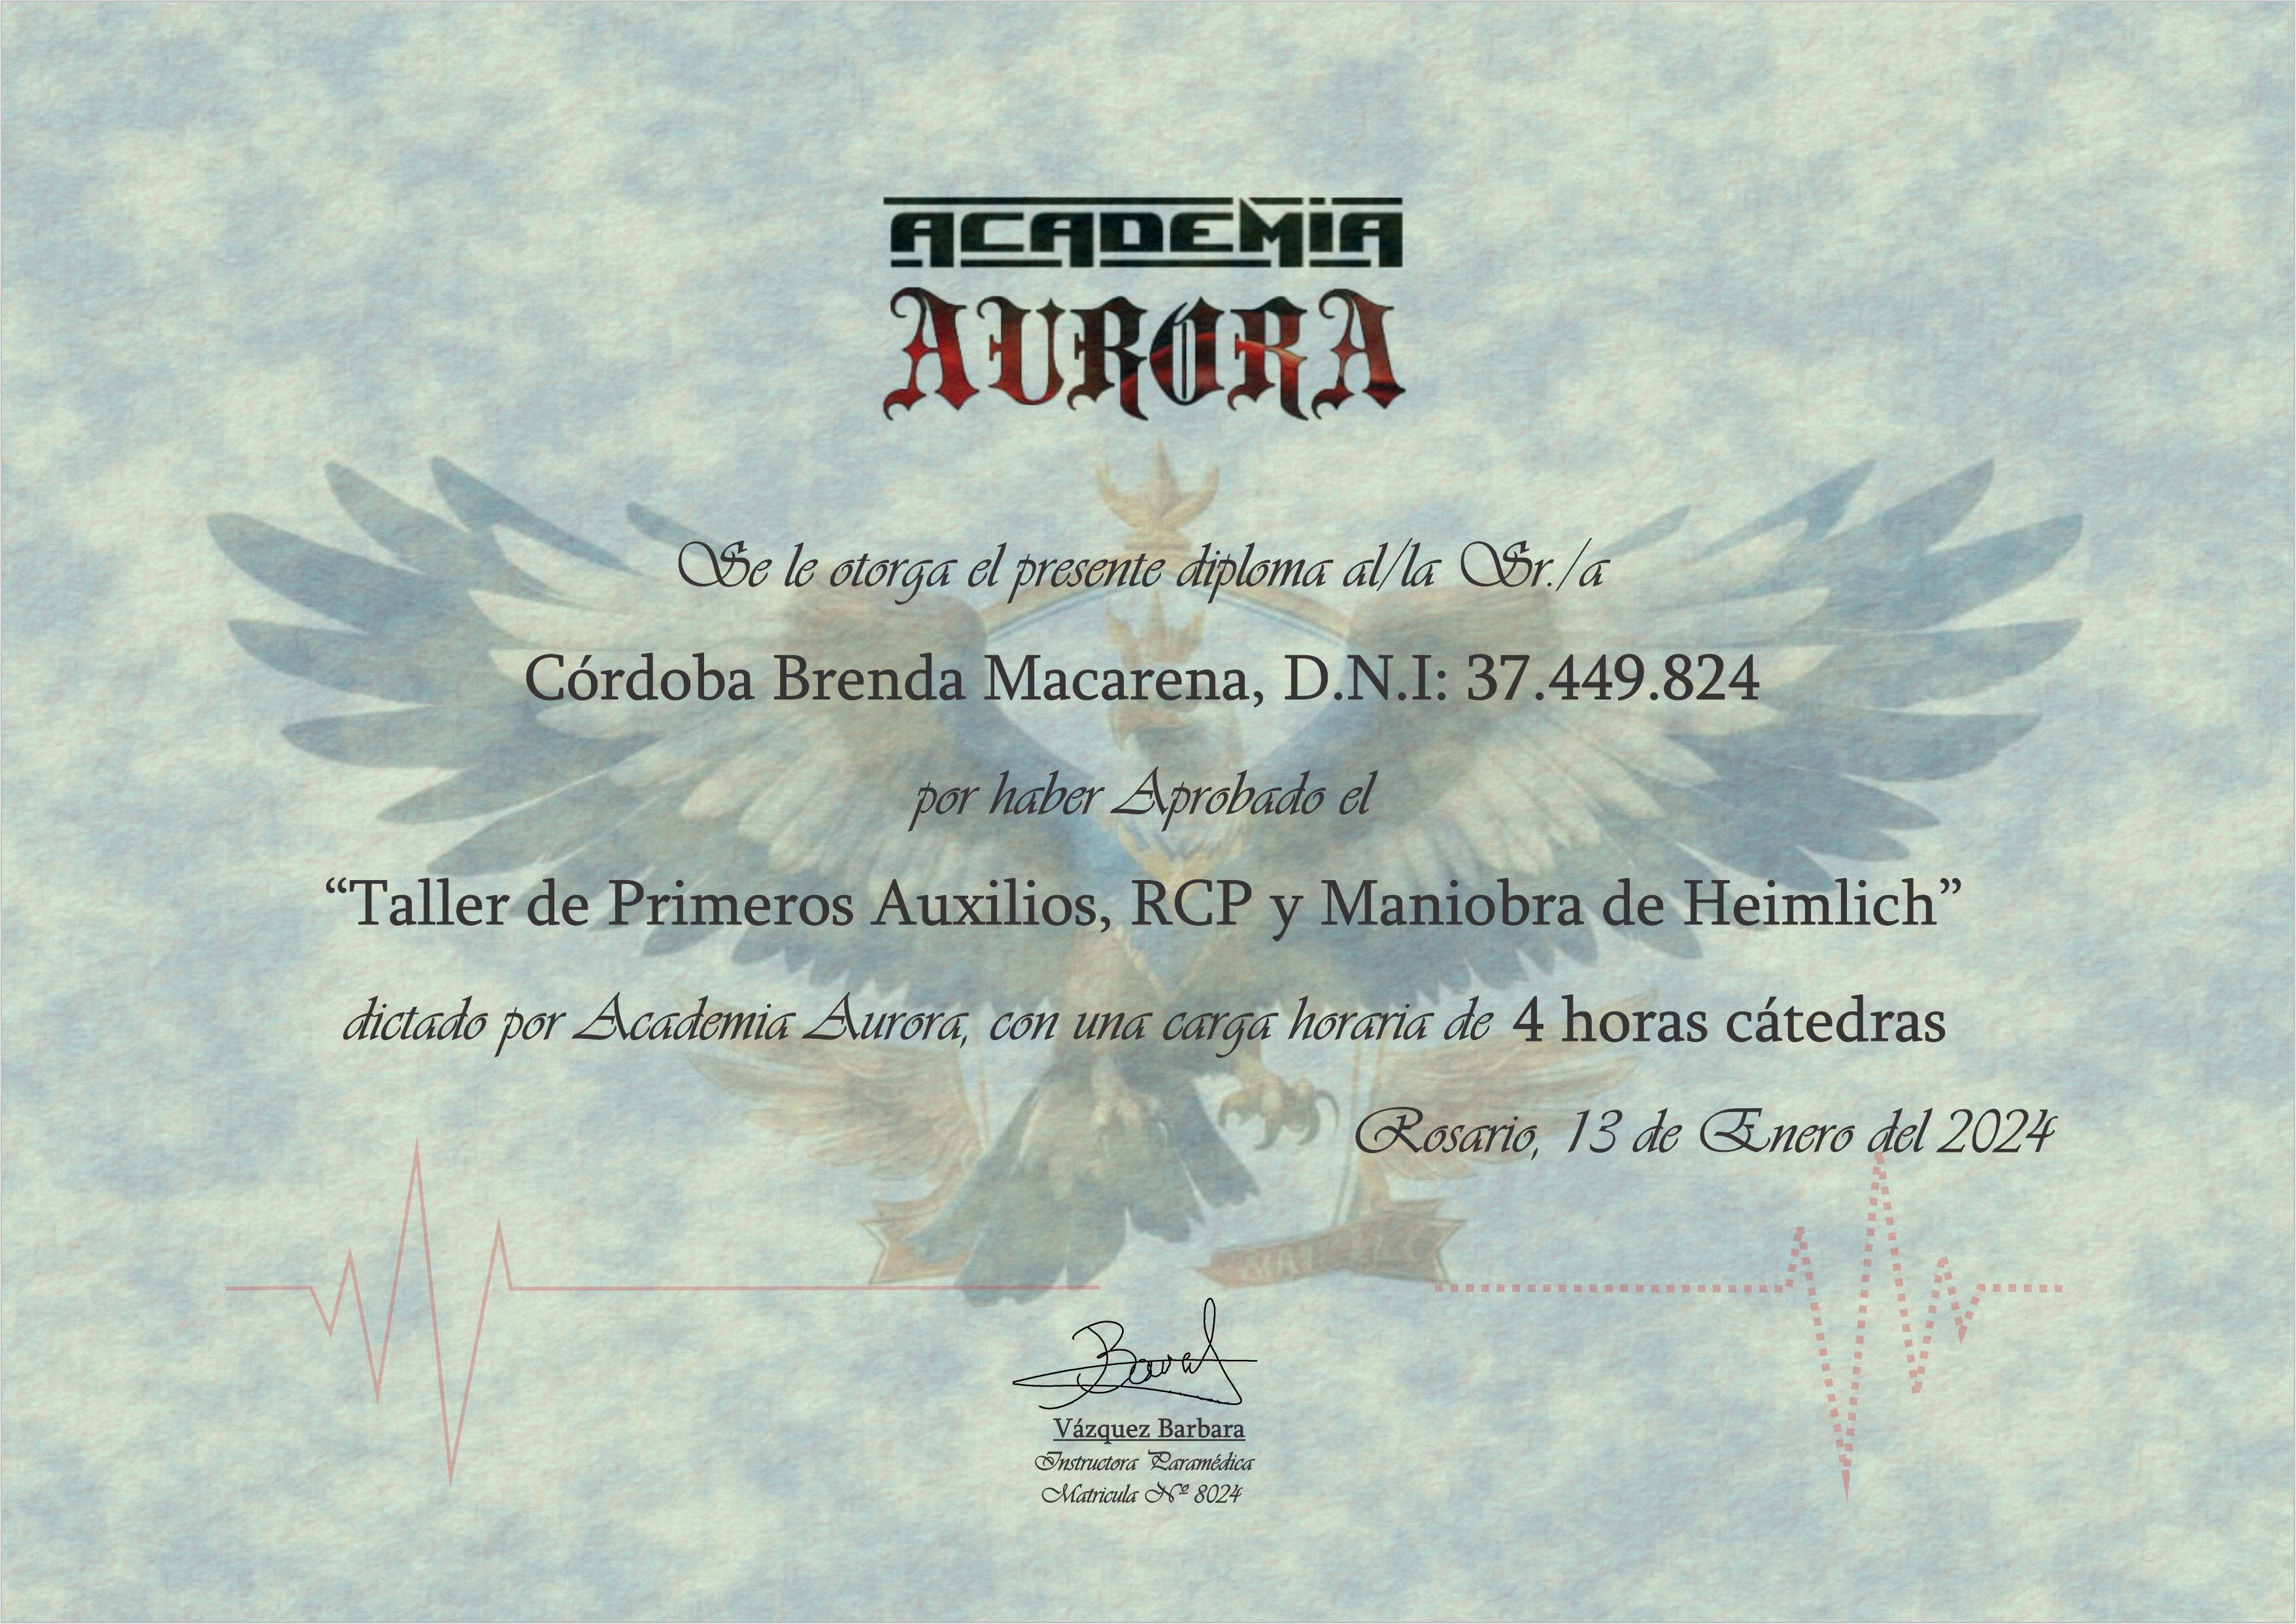 ACADEMIA
AURORA
Se le otorga el presente diploma al/la Sr./a
Córdoba Brenda Macarena, D.N.I: 37.449.824
por haber Aprobado el
“Taller de Primeros Auxilios, RCP y Maniobra de Heimlich”
dictado por Academia Aurora, con una carga horaria de 4 horas cátedras
Rosario, 13 de Enero del 2024
Vázquez Barbara
Instructora Paramédica
Matricula Nº 8024